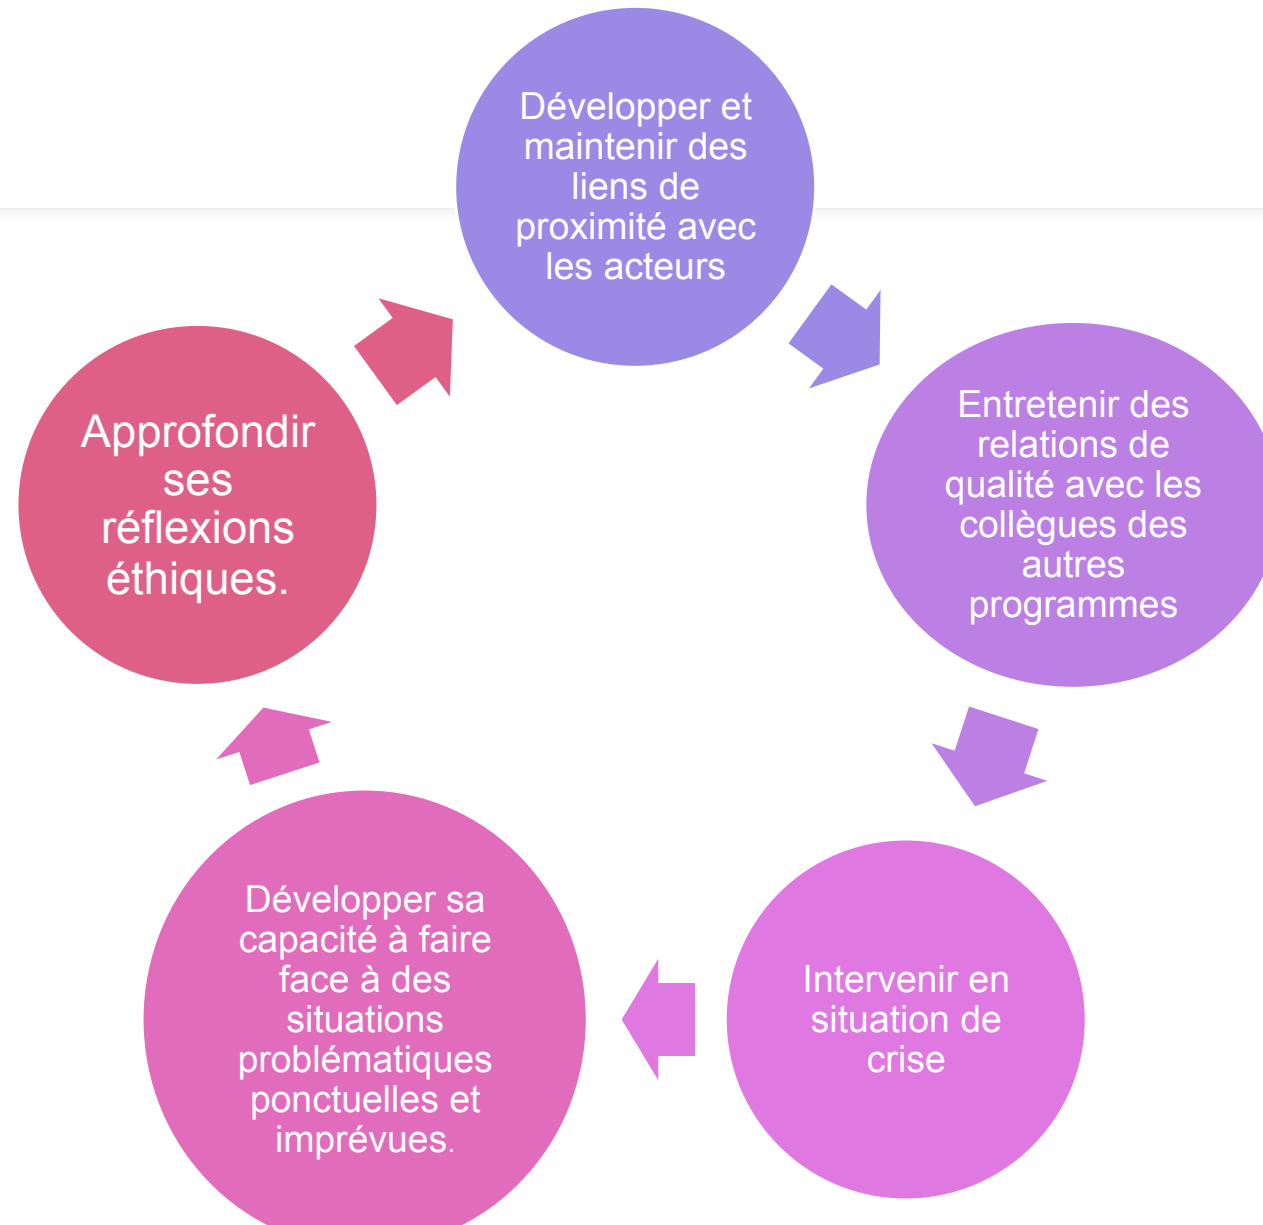 Développer et
maintenir des
liens de
proximité avec
les acteurs
Entretenir des
relations de
qualité avec les
collègues des
autres
programmes
Intervenir en
situation de
crise
Développer sa
capacité à faire
face à des
situations
problématiques
ponctuelles et
imprévues.
Approfondir
ses
réflexions
éthiques.